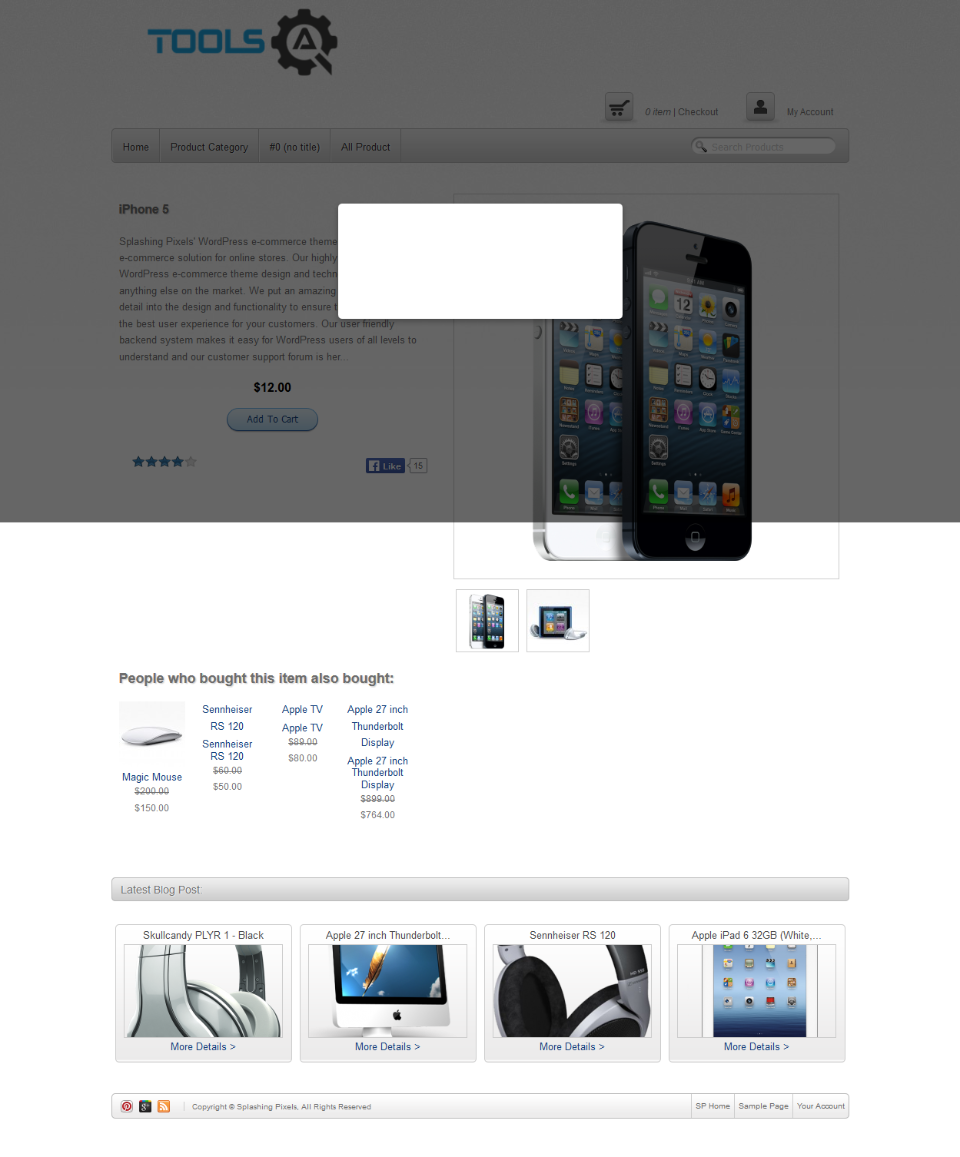 TOOLS QA
0 item | Checkout
My Account
Home
Product Category
#0 (no title)
All Product
Search Products
iPhone 5
Splashing Pixels' WordPress e-commerce theme
e-commerce solution for online stores. Our highly
WordPress e-commerce theme design and
anything else on the market. We put an amazing
detail into the design and functionality to ensure
the best user experience for your customers. Our user friendly
backend system makes it easy for WordPress users of all levels to
understand and our customer support forum is her...
$12.00
Add To Cart
Like
15
People who bought this item also bought:
Magic Mouse
$200.00
$150.00
Sennheiser
RS 120
Sennheiser
RS 120
$60.00
$50.00
Apple TV
Apple TV
$89.00
$80.00
Apple 27 inch
Thunderbolt
Display
Apple 27 inch
Thunderbolt
Display
$899.00
$764.00
Latest Blog Post
Skullcandy PLYR 1 - Black
Apple 27 inch Thunderbolt...
Sennheiser RS 120
Apple iPad 6 32GB (White,...
More Details >
More Details >
More Details >
More Details >
Copyright © Splashing Pixels, All Rights Reserved
SP Home
Sample Page
Your Account